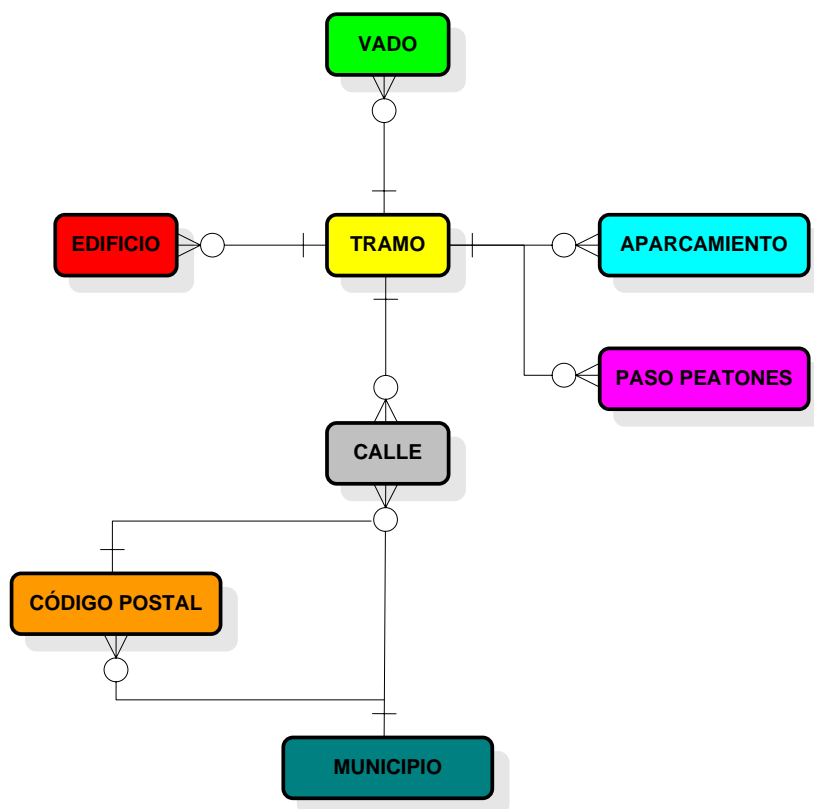 VADO
EDIFICIO
TRAMO
APARCAMIENTO
PASO PEATONES
CALLE
CÓDIGO POSTAL
MUNICIPIO